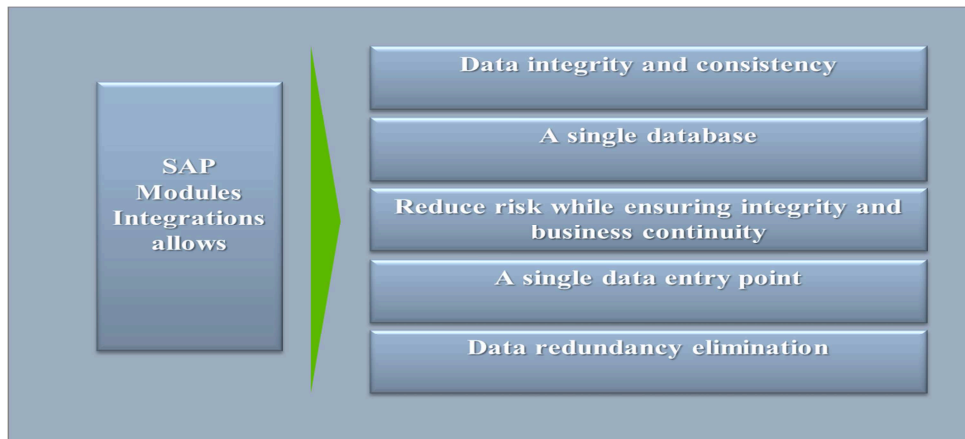 SAP
Modules
Integrations
allows
Data integrity and consistency
A single database
Reduce risk while ensuring integrity and
business continuity
A single data entry point
Data redundancy elimination